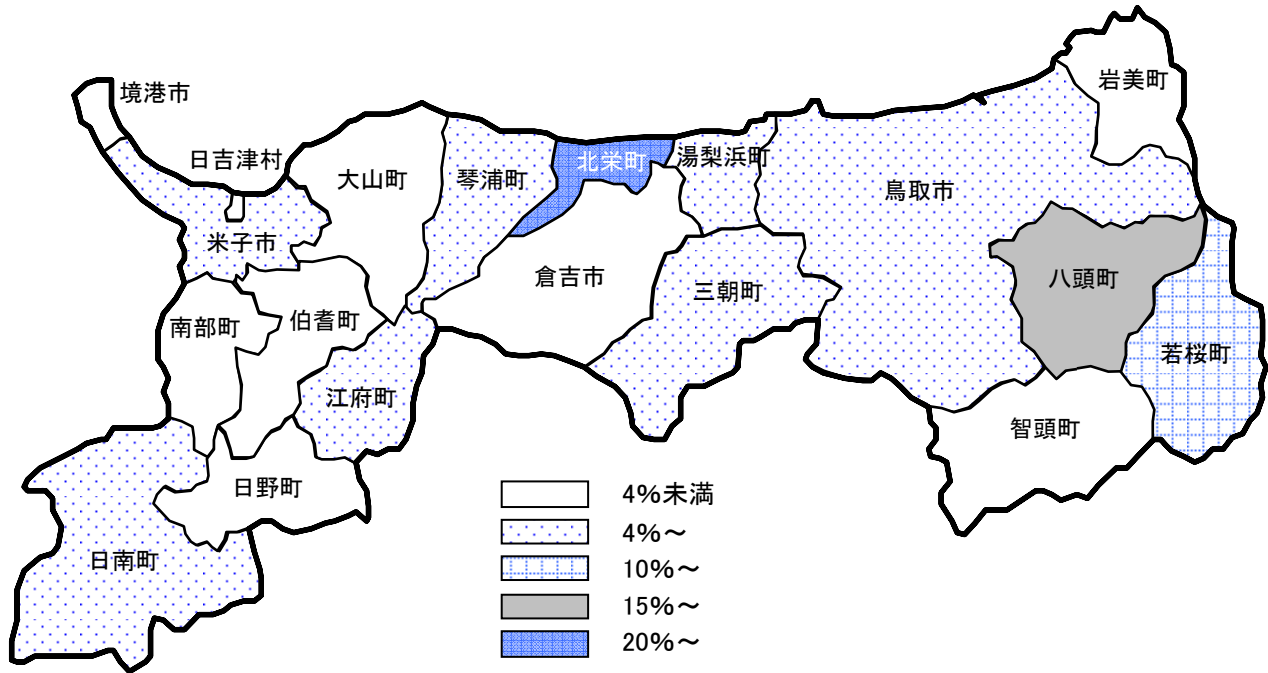 境港市
岩美町
日吉津村
大山町
琴浦町
北栄町
湯梨浜町
鳥取市
米子市
倉吉市
三朝町
八頭町
南部町
伯耆町
若桜町
江府町
智頭町
日野町
日南町
4%未満
4%～
10%～
15%～
20%～